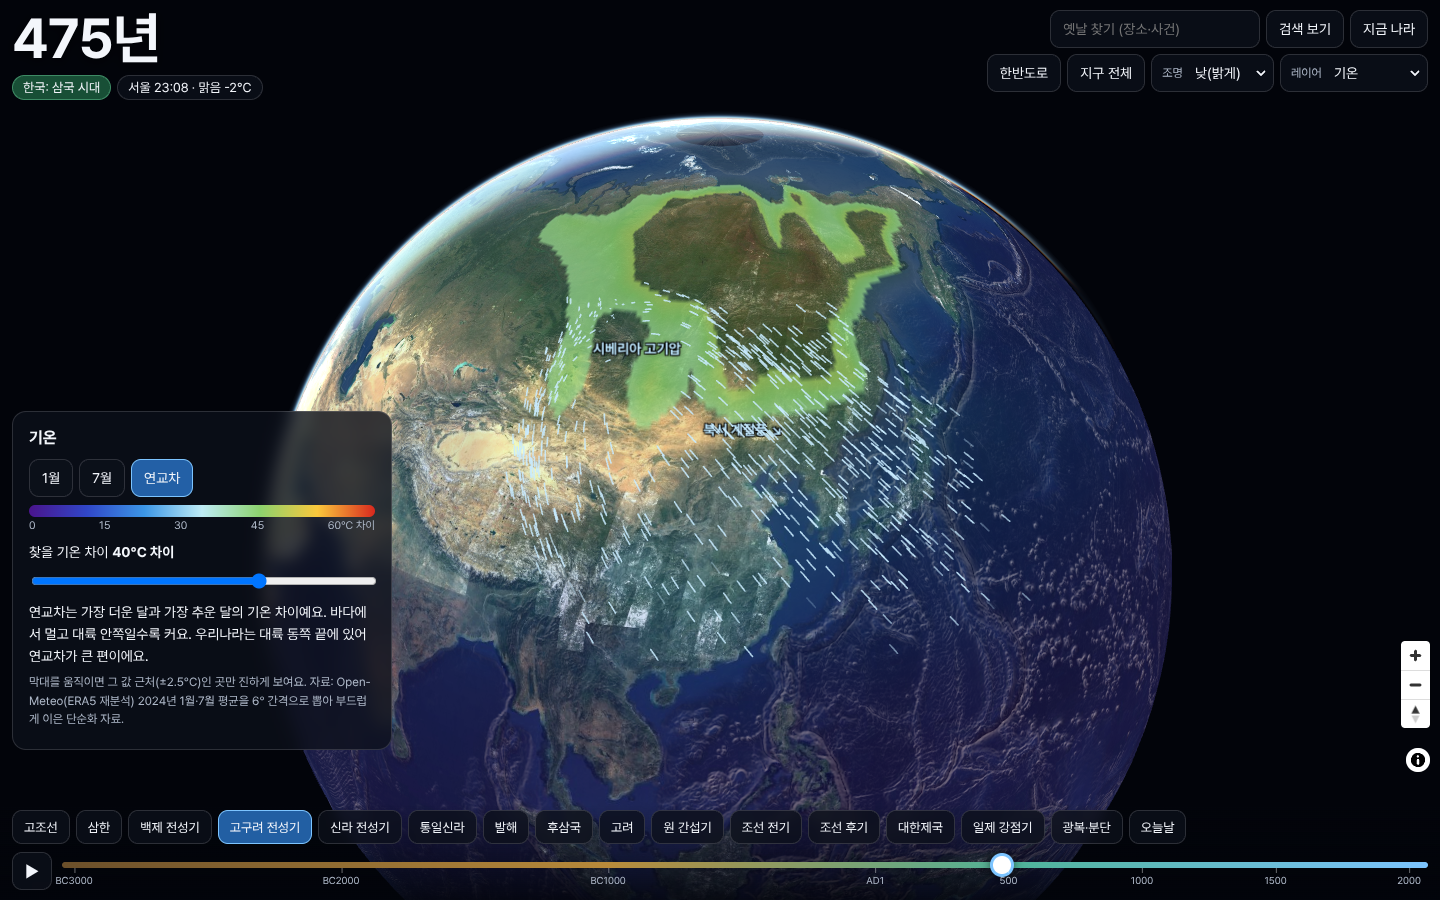 475년
한국: 삼국 시대
서울 23:08 · 맑음 -2°C
옛날 찾기 (장소·사건)
검색 보기
지금 나라
한반도로
지구 전체
조명 낮(밝게)
레이어 기온
시베리아 고기압
북서 계절풍
기온
1월
7월
연교차
0 15 30 45 60°C 차이
찾을 기온 차이 40°C 차이
연교차는 가장 더운 달과 가장 추운 달의 기온 차이예요. 바다에
서 멀고 대륙 안쪽일수록 커요. 우리나라는 대륙 동쪽 끝에 있어
연교차가 큰 편이에요.
막대를 움직이면 그 값 근처(±2.5°C)인 곳만 진하게 보여요. 자료: Open-
Meteo(ERA5 재분석) 2024년 1월·7월 평균을 6° 간격으로 뽑아 부드럽
게 이은 단순화 자료.
고조선
삼한
백제 전성기
고구려 전성기
신라 전성기
통일신라
발해
후삼국
고려
원 간섭기
조선 전기
조선 후기
대한제국
일제 강점기
광복·분단
오늘날
BC3000 BC2000 BC1000 AD1 500 1000 1500 2000